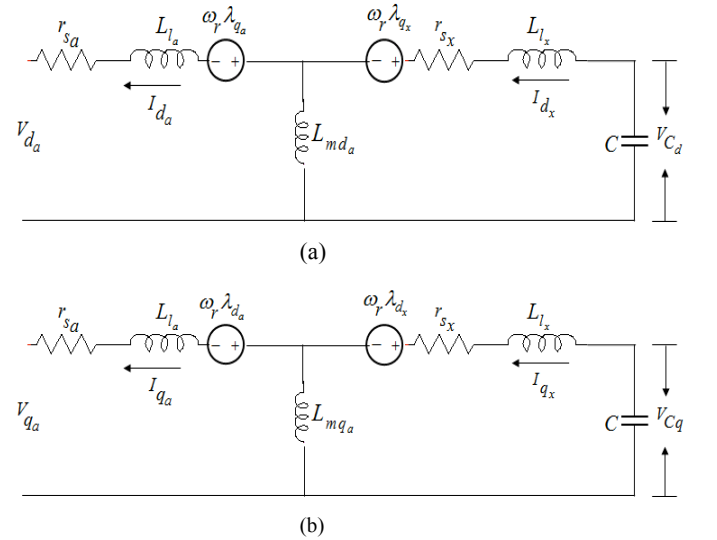 r_{s_a} L_{l_a} ω_r λ_{q_a} ω_r λ_{q_x} r_{s_x} L_{l_x}
− + − +
I_{d_a} I_{d_x}
V_{d_a} L_{md_a} C V_{C_d}
(a)
r_{s_a} L_{l_a} ω_r λ_{d_a} ω_r λ_{d_x} r_{s_x} L_{l_x}
− + − +
I_{q_a} I_{q_x}
V_{q_a} L_{mq_a} C V_{Cq}
(b)